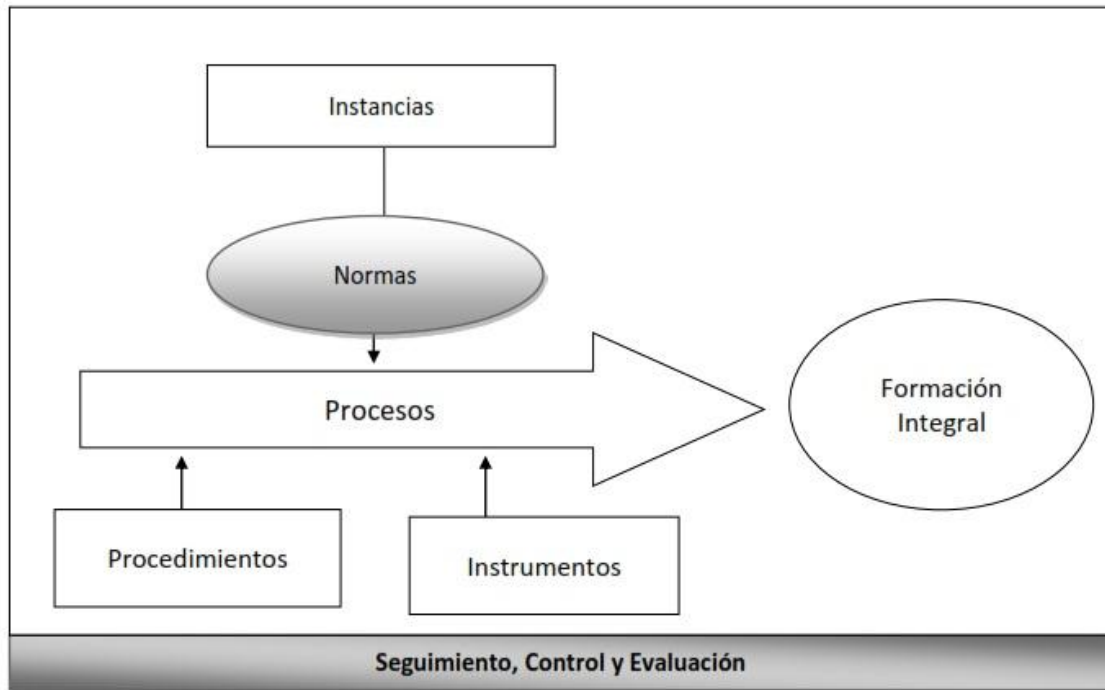 Instancias
Normas
Procesos
Formación
Integral
Procedimientos
Instrumentos
Seguimiento, Control y Evaluación